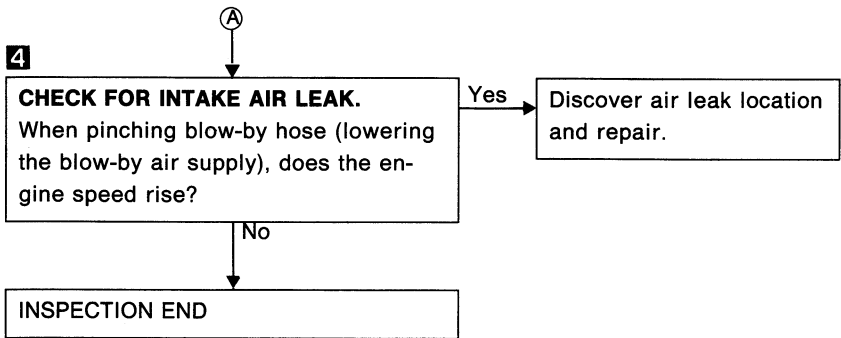 A
4
CHECK FOR INTAKE AIR LEAK.
When pinching blow-by hose (lowering
the blow-by air supply), does the en-
gine speed rise?
Yes
Discover air leak location
and repair.
No
INSPECTION END